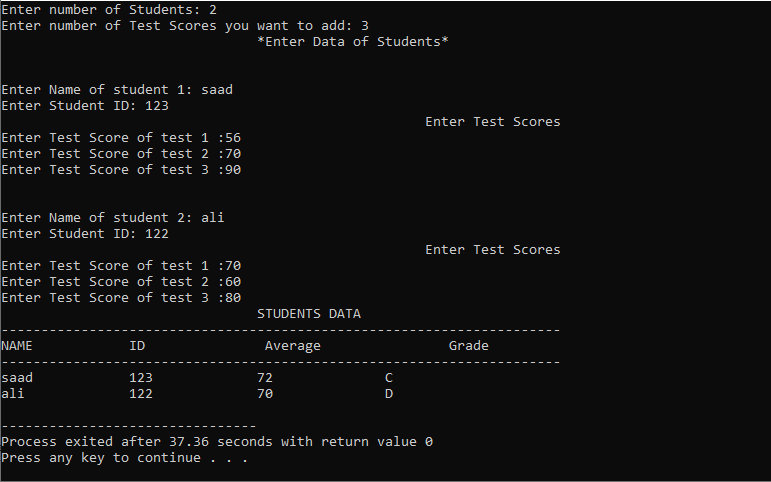 Enter number of Students: 2
Enter number of Test Scores you want to add: 3
*Enter Data of Students*
Enter Name of student 1: saad
Enter Student ID: 123
Enter Test Scores
Enter Test Score of test 1 :56
Enter Test Score of test 2 :70
Enter Test Score of test 3 :90
Enter Name of student 2: ali
Enter Student ID: 122
Enter Test Scores
Enter Test Score of test 1 :70
Enter Test Score of test 2 :60
Enter Test Score of test 3 :80
STUDENTS DATA
----------------------------------------------------------------------
NAME ID Average Grade
----------------------------------------------------------------------
saad 123 72 C
ali 122 70 D
--------------------------------
Process exited after 37.36 seconds with return value 0
Press any key to continue . . .